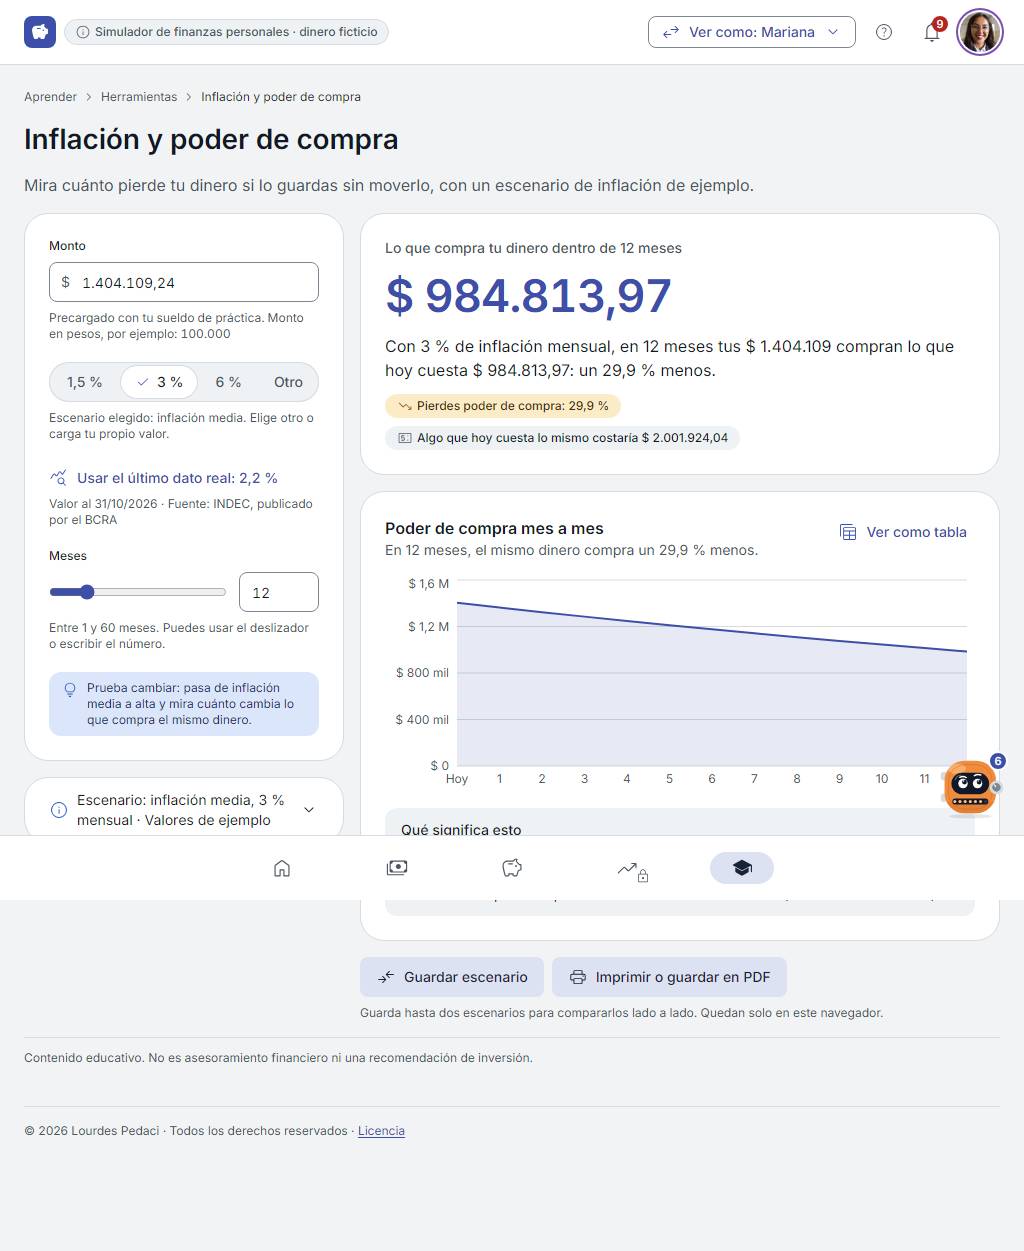 Simulador de finanzas personales · dinero ficticio
Ver como: Mariana
9
Aprender
Herramientas
Inflación y poder de compra
Inflación y poder de compra
Mira cuánto pierde tu dinero si lo guardas sin moverlo, con un escenario de inflación de ejemplo.
Monto
$ 1.404.109,24
Precargado con tu sueldo de práctica. Monto
en pesos, por ejemplo: 100.000
1,5 %
3 %
6 %
Otro
Escenario elegido: inflación media. Elige otro o
carga tu propio valor.
Usar el último dato real: 2,2 %
Valor al 31/10/2026 · Fuente: INDEC, publicado
por el BCRA
Meses
12
Entre 1 y 60 meses. Puedes usar el deslizador
o escribir el número.
Prueba cambiar: pasa de inflación
media a alta y mira cuánto cambia lo
que compra el mismo dinero.
Escenario: inflación media, 3 %
mensual · Valores de ejemplo
Lo que compra tu dinero dentro de 12 meses
$ 984.813,97
Con 3 % de inflación mensual, en 12 meses tus $ 1.404.109 compran lo que
hoy cuesta $ 984.813,97: un 29,9 % menos.
Pierdes poder de compra: 29,9 %
Algo que hoy cuesta lo mismo costaría $ 2.001.924,04
Poder de compra mes a mes
Ver como tabla
En 12 meses, el mismo dinero compra un 29,9 % menos.
$ 1,6 M
$ 1,2 M
$ 800 mil
$ 400 mil
$ 0
Hoy 1 2 3 4 5 6 7 8 9 10 11
6
Qué significa esto
Guardar escenario
Imprimir o guardar en PDF
Guarda hasta dos escenarios para compararlos lado a lado. Quedan solo en este navegador.
Contenido educativo. No es asesoramiento financiero ni una recomendación de inversión.
© 2026 Lourdes Pedaci · Todos los derechos reservados · Licencia